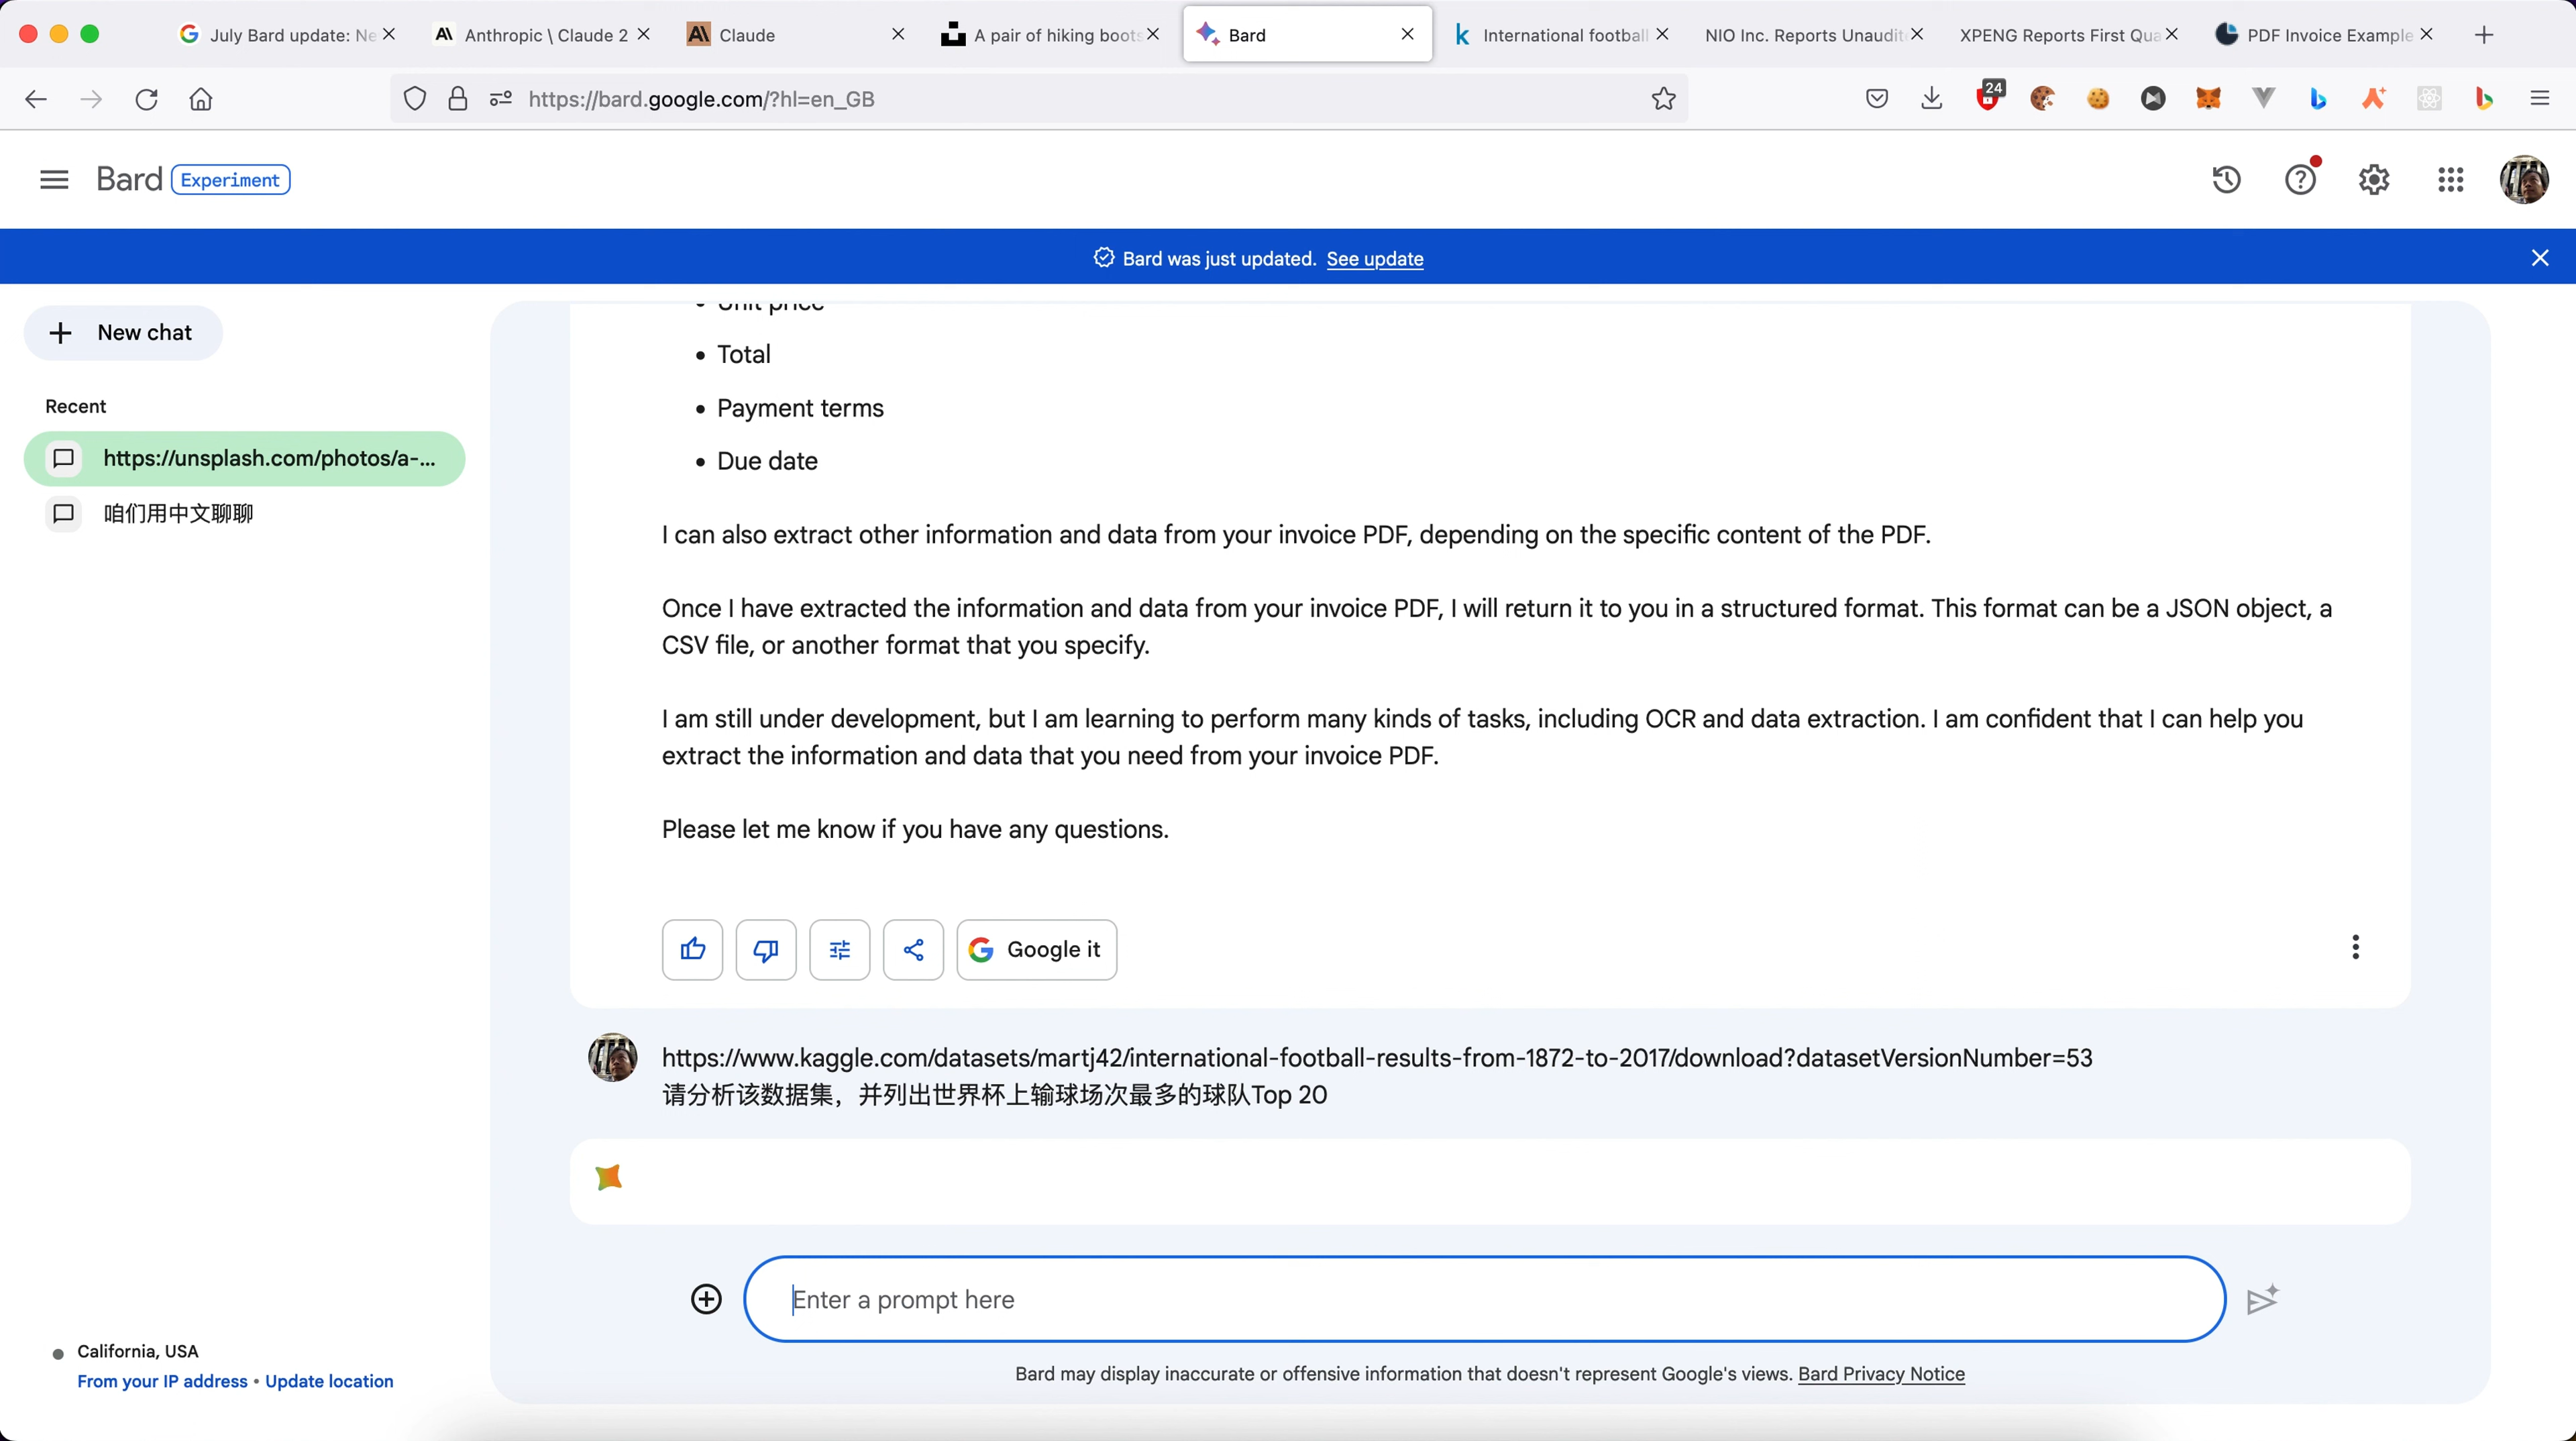 July Bard update: Ne
Anthropic \ Claude 2
Claude
A pair of hiking boots
Bard
International football
NIO Inc. Reports Unaudit
XPENG Reports First Qua
PDF Invoice Example
https://bard.google.com/?hl=en_GB
24
Bard Experiment
Bard was just updated. See update
New chat
Recent
https://unsplash.com/photos/a-...
咱们用中文聊聊
• Unit price
• Total
• Payment terms
• Due date
I can also extract other information and data from your invoice PDF, depending on the specific content of the PDF.
Once I have extracted the information and data from your invoice PDF, I will return it to you in a structured format. This format can be a JSON object, a
CSV file, or another format that you specify.
I am still under development, but I am learning to perform many kinds of tasks, including OCR and data extraction. I am confident that I can help you
extract the information and data that you need from your invoice PDF.
Please let me know if you have any questions.
Google it
https://www.kaggle.com/datasets/martj42/international-football-results-from-1872-to-2017/download?datasetVersionNumber=53
请分析该数据集，并列出世界杯上输球场次最多的球队Top 20
Enter a prompt here
California, USA
From your IP address • Update location
Bard may display inaccurate or offensive information that doesn't represent Google's views. Bard Privacy Notice